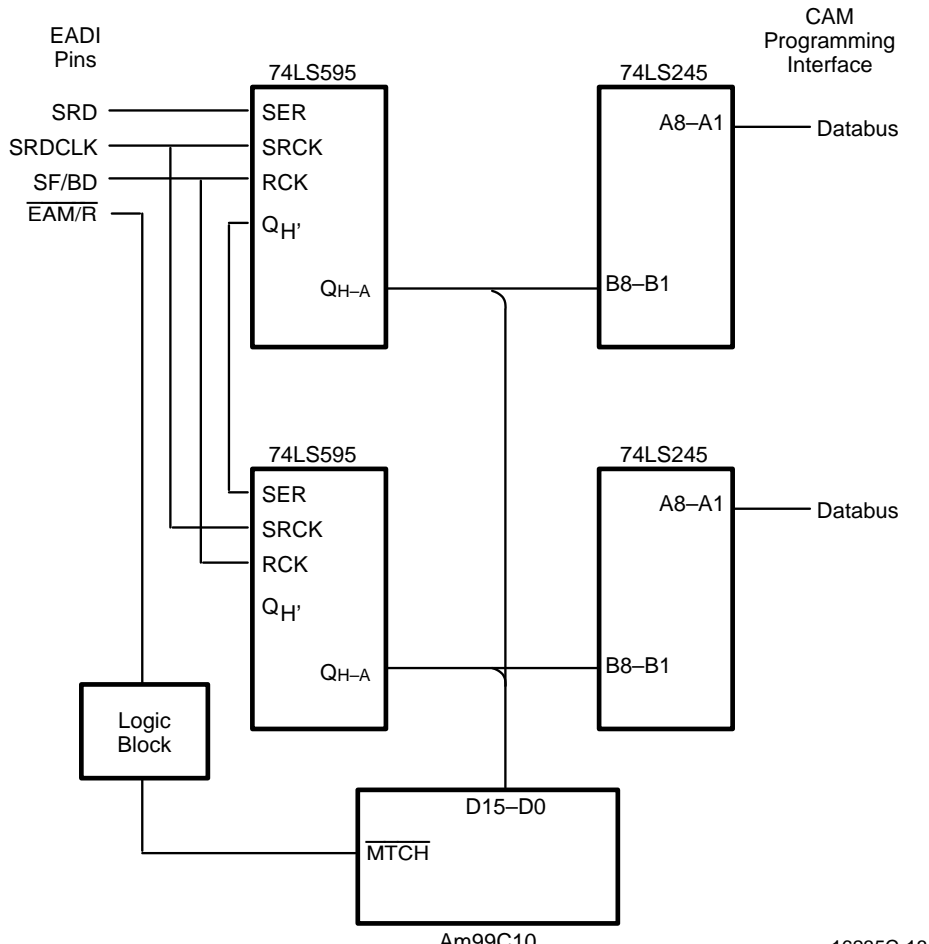 EADI
Pins
CAM
Programming
Interface
74LS595
74LS245
SRD
SRDCLK
SF/BD
EAM/R
SER
SRCK
RCK
QH'
QH–A
A8–A1
B8–B1
Databus
74LS595
74LS245
SER
SRCK
RCK
QH'
QH–A
A8–A1
B8–B1
Databus
Logic
Block
D15–D0
MTCH
Am99C10